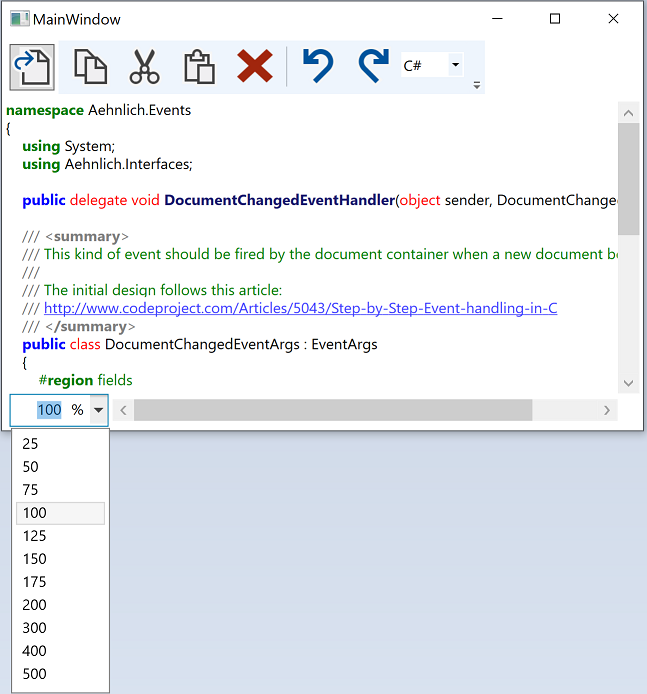 MainWindow
C#
namespace Aehnlich.Events
{
using System;
using Aehnlich.Interfaces;
public delegate void DocumentChangedEventHandler(object sender, DocumentChanged
/// <summary>
/// This kind of event should be fired by the document container when a new document be
///
/// The initial design follows this article:
/// http://www.codeproject.com/Articles/5043/Step-by-Step-Event-handling-in-C
/// </summary>
public class DocumentChangedEventArgs : EventArgs
{
#region fields
100 %
25
50
75
100
125
150
175
200
300
400
500